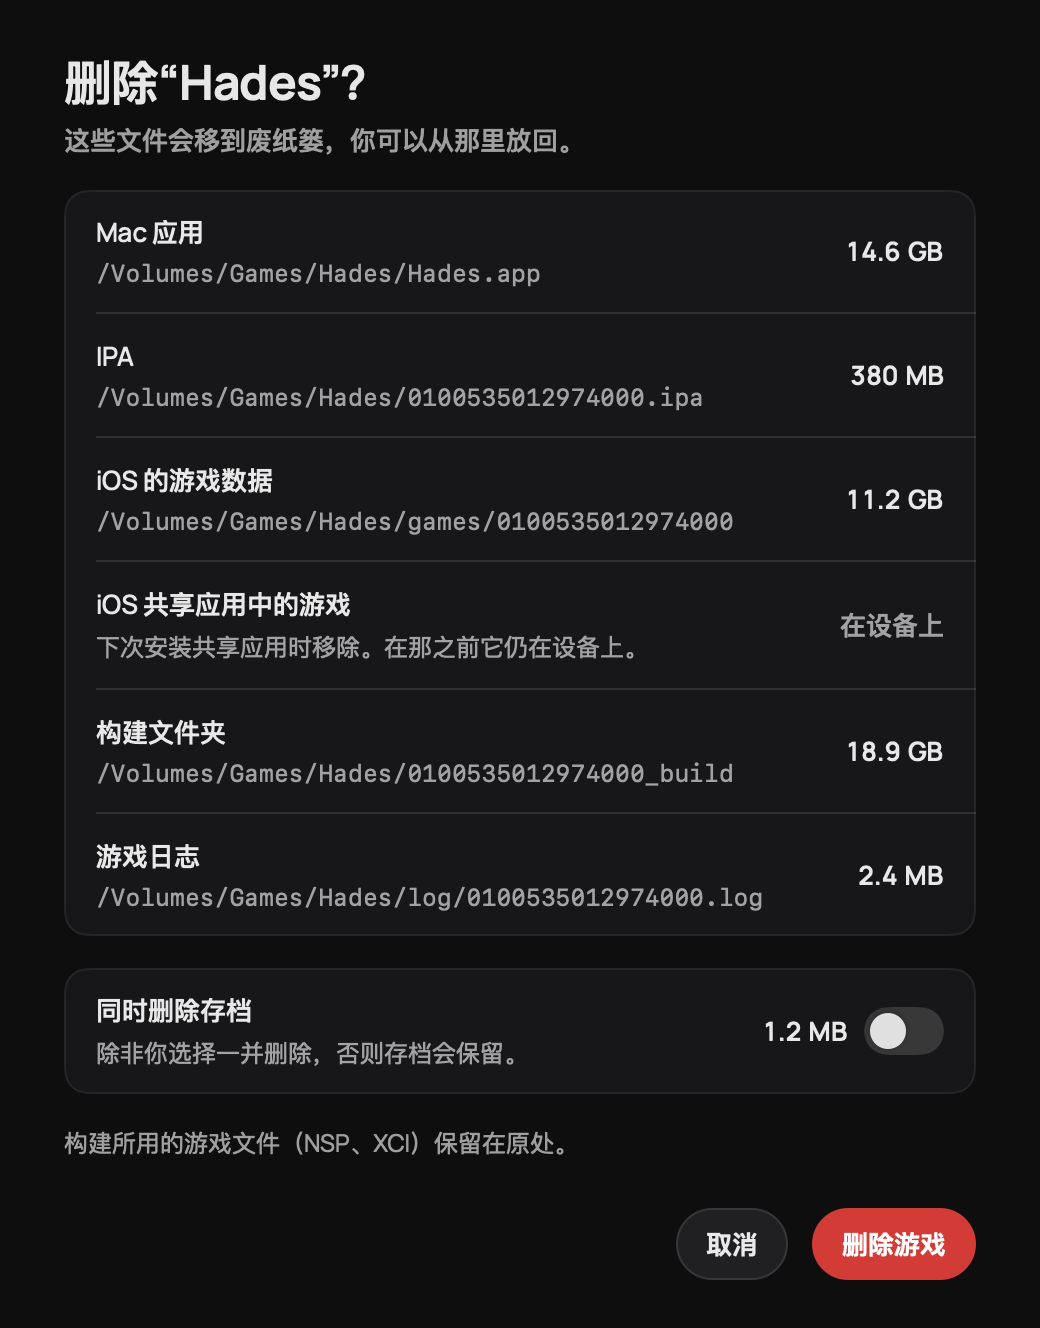 删除“Hades”?
这些文件会移到废纸篓，你可以从那里放回。
Mac 应用
/Volumes/Games/Hades/Hades.app
14.6 GB
IPA
/Volumes/Games/Hades/0100535012974000.ipa
380 MB
iOS 的游戏数据
/Volumes/Games/Hades/games/0100535012974000
11.2 GB
iOS 共享应用中的游戏
下次安装共享应用时移除。在那之前它仍在设备上。
在设备上
构建文件夹
/Volumes/Games/Hades/0100535012974000_build
18.9 GB
游戏日志
/Volumes/Games/Hades/log/0100535012974000.log
2.4 MB
同时删除存档
除非你选择一并删除，否则存档会保留。
1.2 MB
构建所用的游戏文件（NSP、XCI）保留在原处。
取消
删除游戏